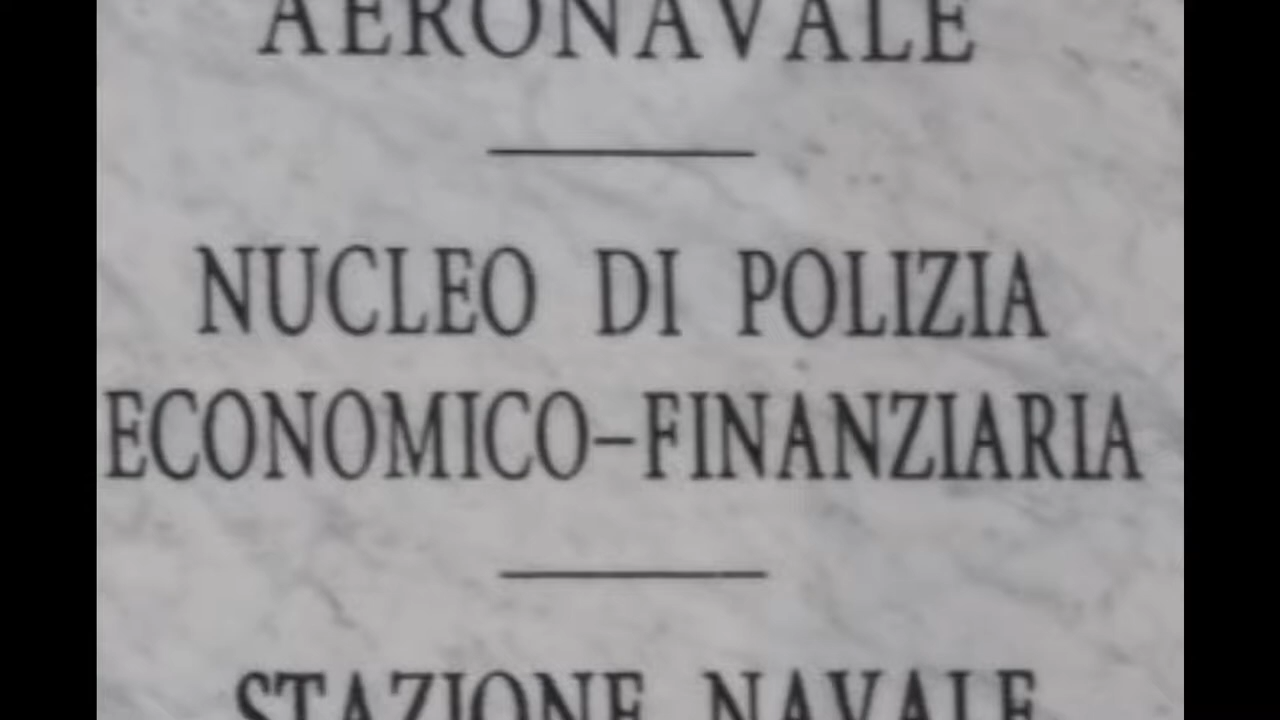 AERONAVALE
NUCLEO DI POLIZIA
ECONOMICO-FINANZIARIA
STAZIONE NAVALE